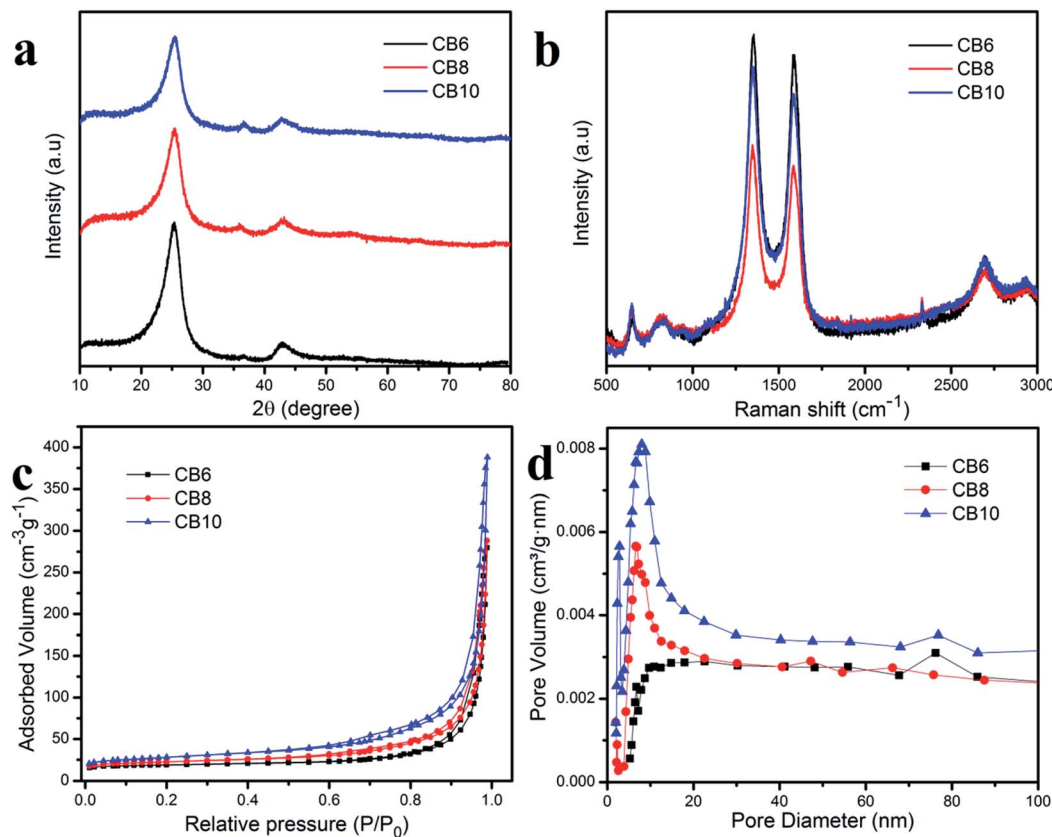 a
CB6
CB8
CB10
Intensity (a.u)
10 20 30 40 50 60 70 80
2θ (degree)
b
CB6
CB8
CB10
Intensity (a.u)
500 1000 1500 2000 2500 3000
Raman shift (cm⁻¹)
c
CB6
CB8
CB10
Adsorbed Volume (cm⁻³g⁻¹)
400
350
300
250
200
150
100
50
0
0.0 0.2 0.4 0.6 0.8 1.0
Relative pressure (P/P₀)
d
CB6
CB8
CB10
Pore Volume (cm³/g·nm)
0.008
0.006
0.004
0.002
0.000
0 20 40 60 80 100
Pore Diameter (nm)